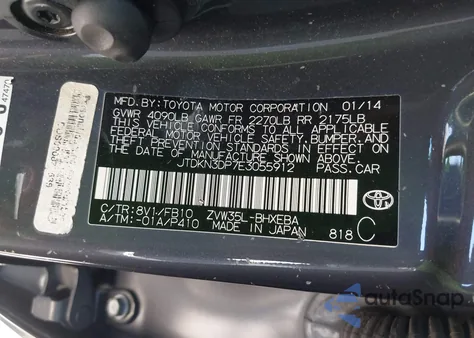 MFD. BY: TOYOTA MOTOR CORPORATION 01/14
GVWR 4090LB GAWR FR 2270LB RR 2175LB
THIS VEHICLE CONFORMS TO ALL APPLICABLE
FEDERAL MOTOR VEHICLE SAFETY, BUMPER, AND
THEFT PREVENTION STANDARDS IN EFFECT ON
THE DATE OF MANUFACTURE SHOWN ABOVE.
JTDKN3DP7E3055912 PASS. CAR
C/TR: 8V1/FB10 ZVW35L-BHXEBA
A/TM: -01A/P410 MADE IN JAPAN 818 C
TOYOTA
47470
autoSnap